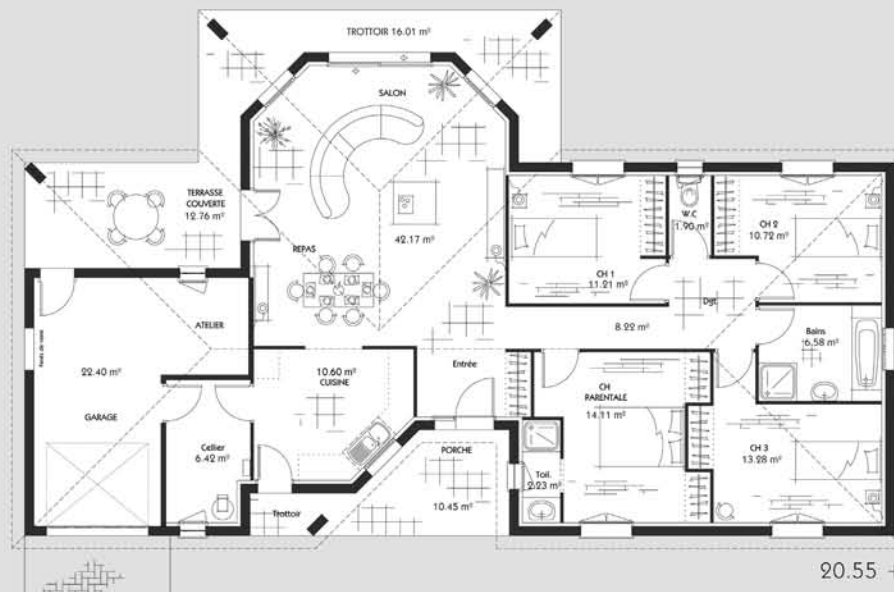 TROTTOIR 16.01 m²
SALON
TERRASSE
COUVERTE
12.76 m²
REPAS
42.17 m²
CH 1
11.21 m²
W.C
1.90 m²
CH 2
10.72 m²
Dgt.
8.22 m²
Bains
6.58 m²
ATELIER
22.40 m²
GARAGE
10.60 m²
CUISINE
Entrée
Cellier
6.42 m²
CH
PARENTALE
14.11 m²
PORCHE
10.45 m²
Toil.
2.23 m²
CH 3
13.28 m²
Trottoir
20.55